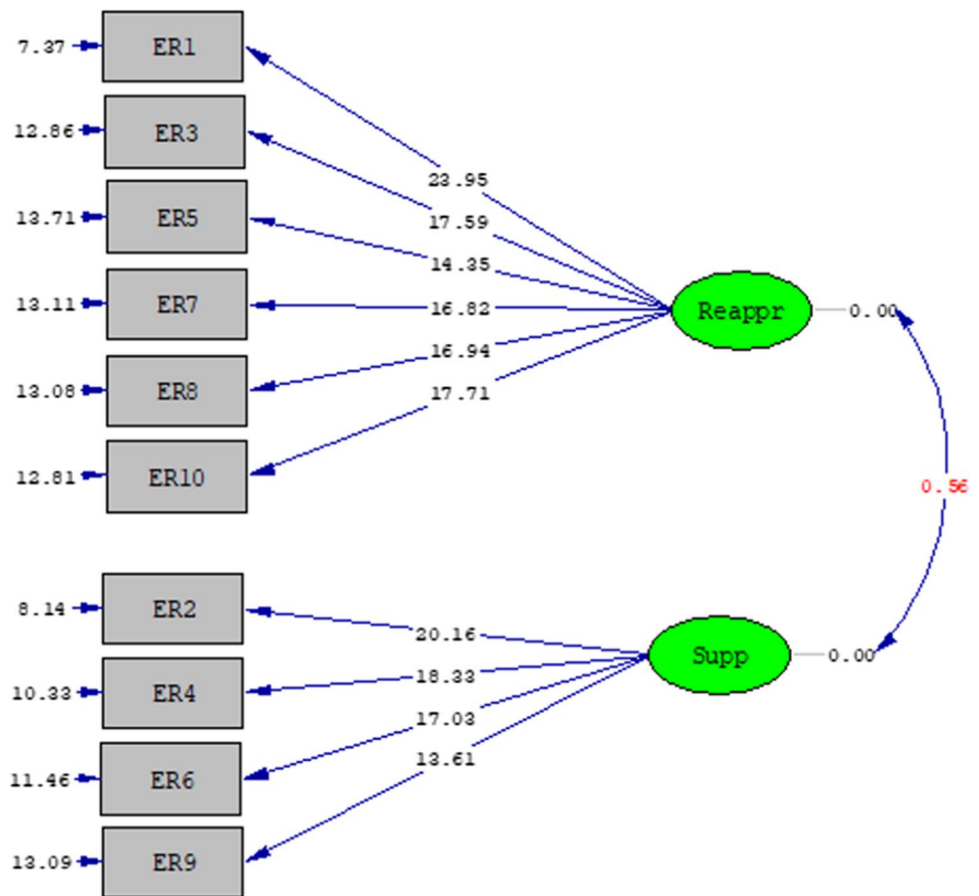 7.37 ER1
12.86 ER3
13.71 ER5
13.11 ER7
13.08 ER8
12.81 ER10
23.95
17.59
14.35
16.82
16.94
17.71
Reappr 0.00
0.56
8.14 ER2
10.33 ER4
11.46 ER6
13.09 ER9
20.16
18.33
17.03
13.61
Supp 0.00